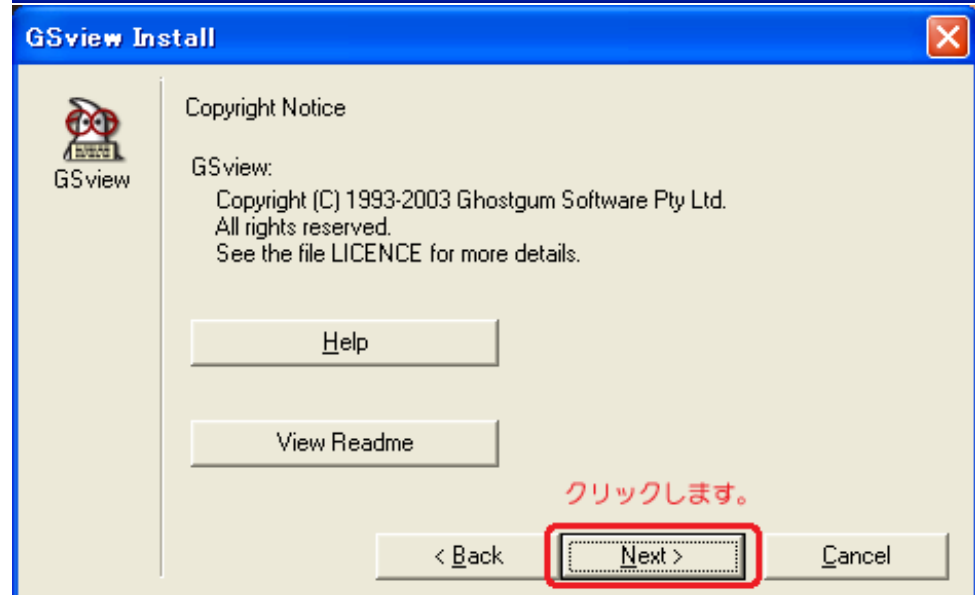 GSview Install
GSview
Copyright Notice
GSview:
Copyright (C) 1993-2003 Ghostgum Software Pty Ltd.
All rights reserved.
See the file LICENCE for more details.
Help
View Readme
クリックします。
< Back
Next >
Cancel